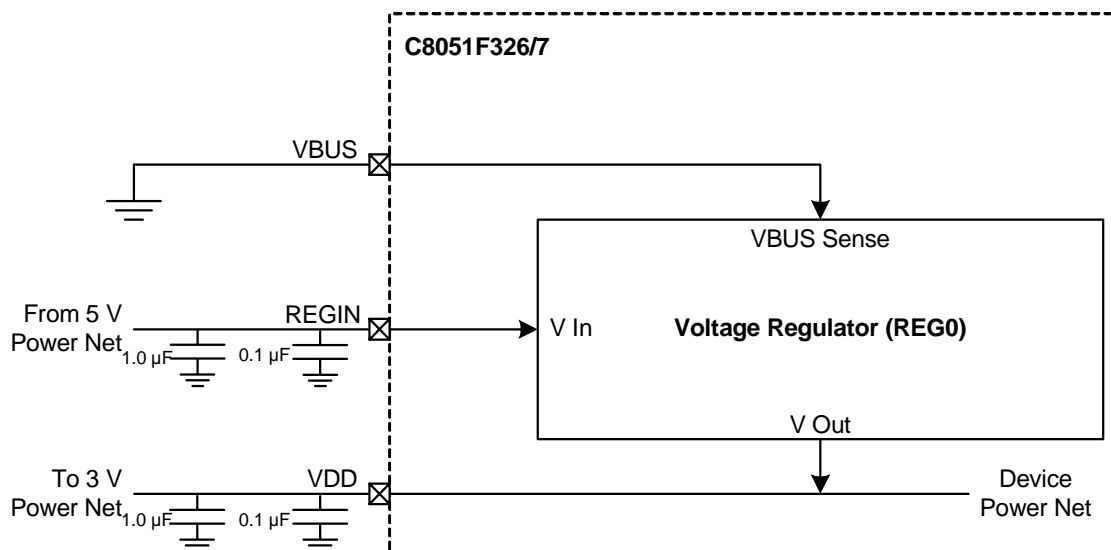 C8051F326/7
VBUS
VBUS Sense
From 5 V
Power Net
REGIN
1.0 µF
0.1 µF
V In
Voltage Regulator (REG0)
V Out
To 3 V
Power Net
VDD
1.0 µF
0.1 µF
Device
Power Net